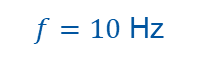 f = 10 Hz